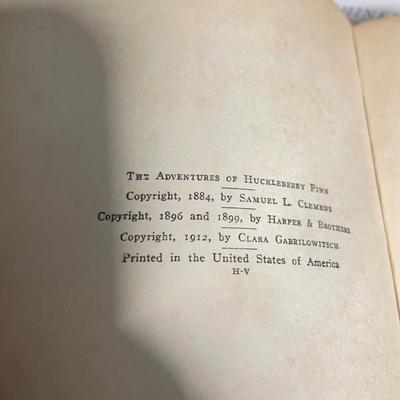 The Adventures of Huckleberry Finn
Copyright, 1884, by Samuel L. Clemens
Copyright, 1896 and 1899, by Harper & Brothers
Copyright, 1912, by Clara Gabrilowitsch
Printed in the United States of America
H-V